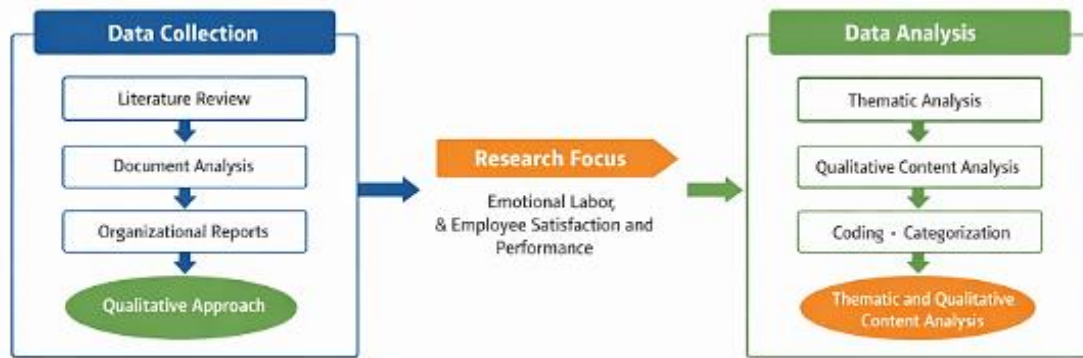 Data Collection
Literature Review
Document Analysis
Organizational Reports
Qualitative Approach
Research Focus
Emotional Labor,
& Employee Satisfaction and
Performance
Data Analysis
Thematic Analysis
Qualitative Content Analysis
Coding • Categorization
Thematic and Qualitative
Content Analysis